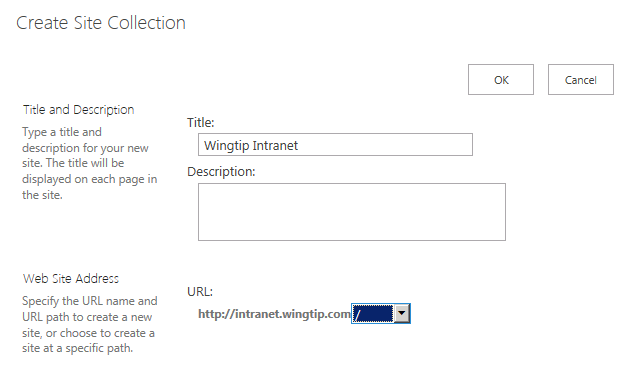 Create Site Collection
OK
Cancel
Title and Description
Type a title and
description for your new
site. The title will be
displayed on each page in
the site.
Title:
Wingtip Intranet
Description:
Web Site Address
Specify the URL name and
URL path to create a new
site, or choose to create a
site at a specific path.
URL:
http://intranet.wingtip.com/